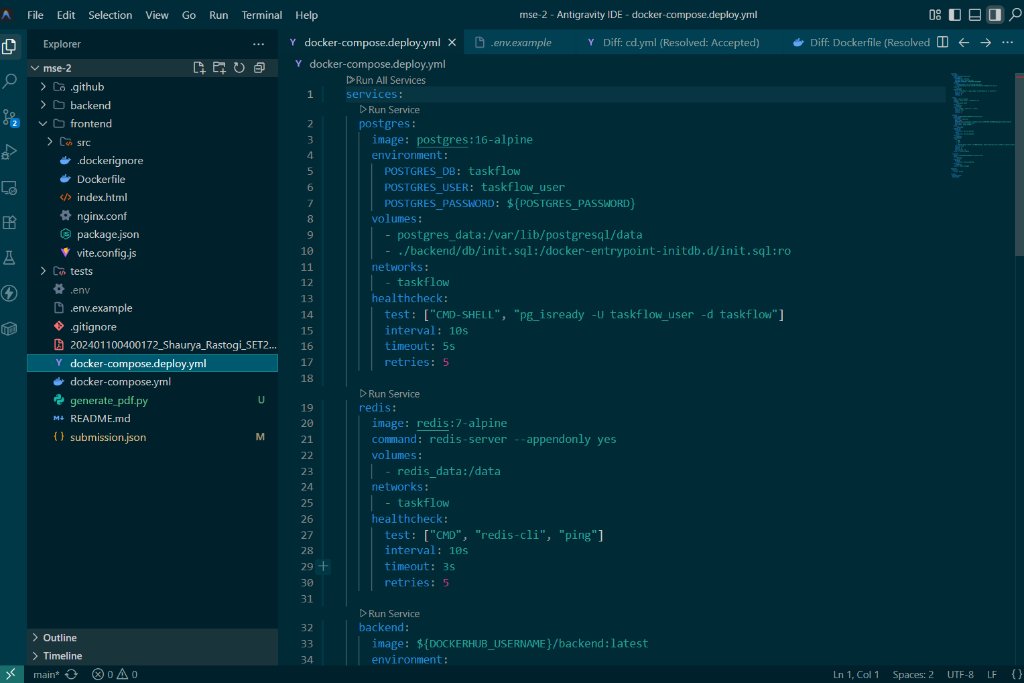 File Edit Selection View Go Run Terminal Help
mse-2 - Antigravity IDE - docker-compose.deploy.yml
Explorer
mse-2
.github
backend
frontend
src
.dockerignore
Dockerfile
index.html
nginx.conf
package.json
vite.config.js
tests
.env
.env.example
.gitignore
202401100400172_Shaurya_Rastogi_SET2...
docker-compose.deploy.yml
docker-compose.yml
generate_pdf.py U
README.md
submission.json M
Outline
Timeline
docker-compose.deploy.yml
.env.example
Diff: cd.yml (Resolved: Accepted)
Diff: Dockerfile (Resolved
docker-compose.deploy.yml
Run All Services
1 services:
Run Service
2 postgres:
3 image: postgres:16-alpine
4 environment:
5 POSTGRES_DB: taskflow
6 POSTGRES_USER: taskflow_user
7 POSTGRES_PASSWORD: ${POSTGRES_PASSWORD}
8 volumes:
9 - postgres_data:/var/lib/postgresql/data
10 - ./backend/db/init.sql:/docker-entrypoint-initdb.d/init.sql:ro
11 networks:
12 - taskflow
13 healthcheck:
14 test: ["CMD-SHELL", "pg_isready -U taskflow_user -d taskflow"]
15 interval: 10s
16 timeout: 5s
17 retries: 5
18
Run Service
19 redis:
20 image: redis:7-alpine
21 command: redis-server --appendonly yes
22 volumes:
23 - redis_data:/data
24 networks:
25 - taskflow
26 healthcheck:
27 test: ["CMD", "redis-cli", "ping"]
28 interval: 10s
29 timeout: 3s
30 retries: 5
31
Run Service
32 backend:
33 image: ${DOCKERHUB_USERNAME}/backend:latest
34 environment:
main* 0 0
Ln 1, Col 1 Spaces: 2 UTF-8 LF {}